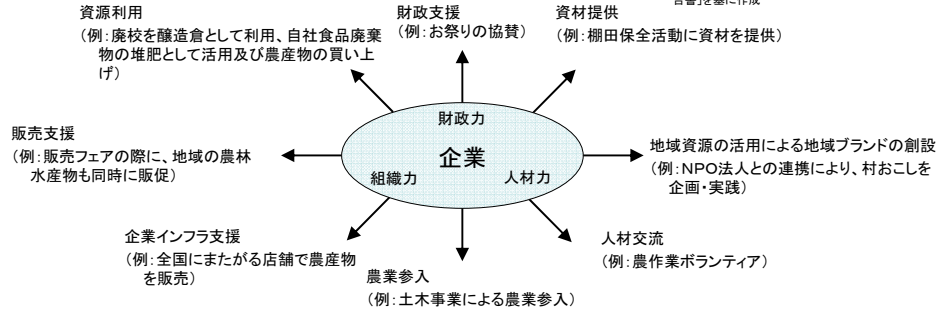 告書」を基に作成
資源利用
(例：廃校を醸造倉として利用、自社食品廃棄
物の堆肥として活用及び農産物の買い上
げ)
財政支援
(例：お祭りの協賛)
資材提供
(例：棚田保全活動に資材を提供)
財政力
企業
組織力
人材力
販売支援
(例：販売フェアの際に、地域の農林
水産物も同時に販促)
地域資源の活用による地域ブランドの創設
(例：NPO法人との連携により、村おこしを
企画・実践)
企業インフラ支援
(例：全国にまたがる店舗で農産物
を販売)
農業参入
(例：土木事業による農業参入)
人材交流
(例：農作業ボランティア)